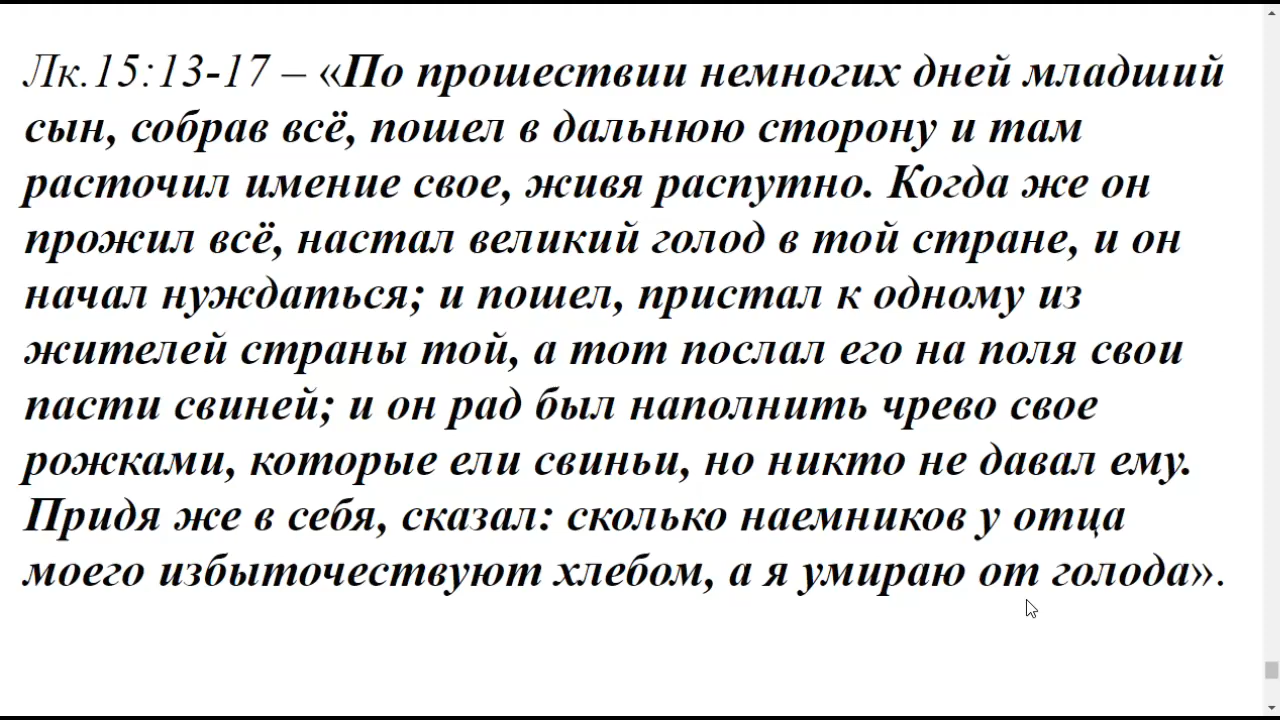 Лк.15:13-17 – «По прошествии немногих дней младший
сын, собрав всё, пошел в дальнюю сторону и там
расточил имение свое, живя распутно. Когда же он
прожил всё, настал великий голод в той стране, и он
начал нуждаться; и пошел, пристал к одному из
жителей страны той, а тот послал его на поля свои
пасти свиней; и он рад был наполнить чрево свое
рожками, которые ели свиньи, но никто не давал ему.
Придя же в себя, сказал: сколько наемников у отца
моего избыточествуют хлебом, а я умираю от голода».